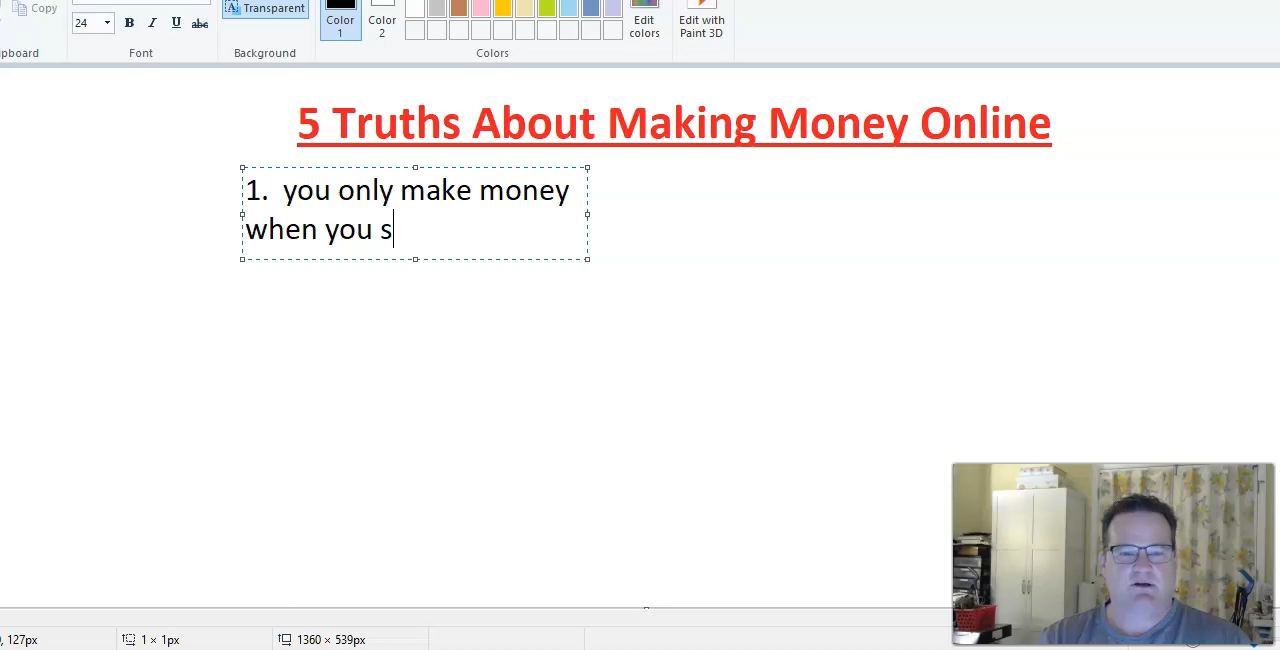 Copy
pboard
24
B I U abc
Font
A Transparent
Background
Color
1
Color
2
Colors
Edit
colors
Edit with
Paint 3D
5 Truths About Making Money Online
1.  you only make money
when you s
, 127px
1 × 1px
1360 × 539px